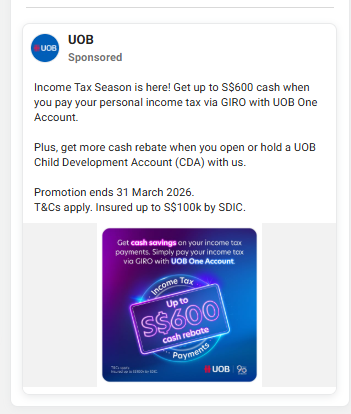 UOB
UOB
Sponsored
Income Tax Season is here! Get up to S$600 cash when
you pay your personal income tax via GIRO with UOB One
Account.
Plus, get more cash rebate when you open or hold a UOB
Child Development Account (CDA) with us.
Promotion ends 31 March 2026.
T&Cs apply. Insured up to S$100k by SDIC.
Get cash savings on your income tax
payments. Simply pay your income tax
via GIRO with UOB One Account.
Income Tax
Up to
S$600
cash rebate
Payments
T&Cs apply.
Insured up to S$100k by SDIC.
UOB
90